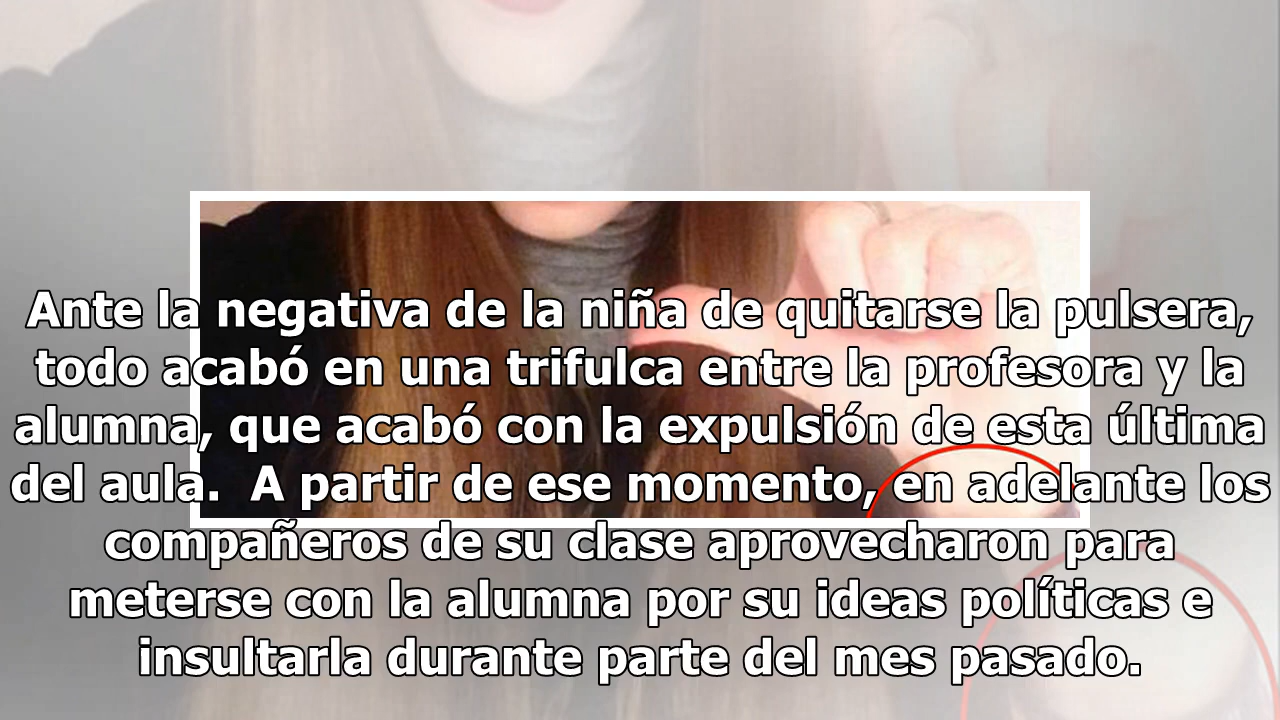 Ante la negativa de la niña de quitarse la pulsera,
todo acabó en una trifulca entre la profesora y la
alumna, que acabó con la expulsión de esta última
del aula.  A partir de ese momento, en adelante los
compañeros de su clase aprovecharon para
meterse con la alumna por su ideas políticas e
insultarla durante parte del mes pasado.